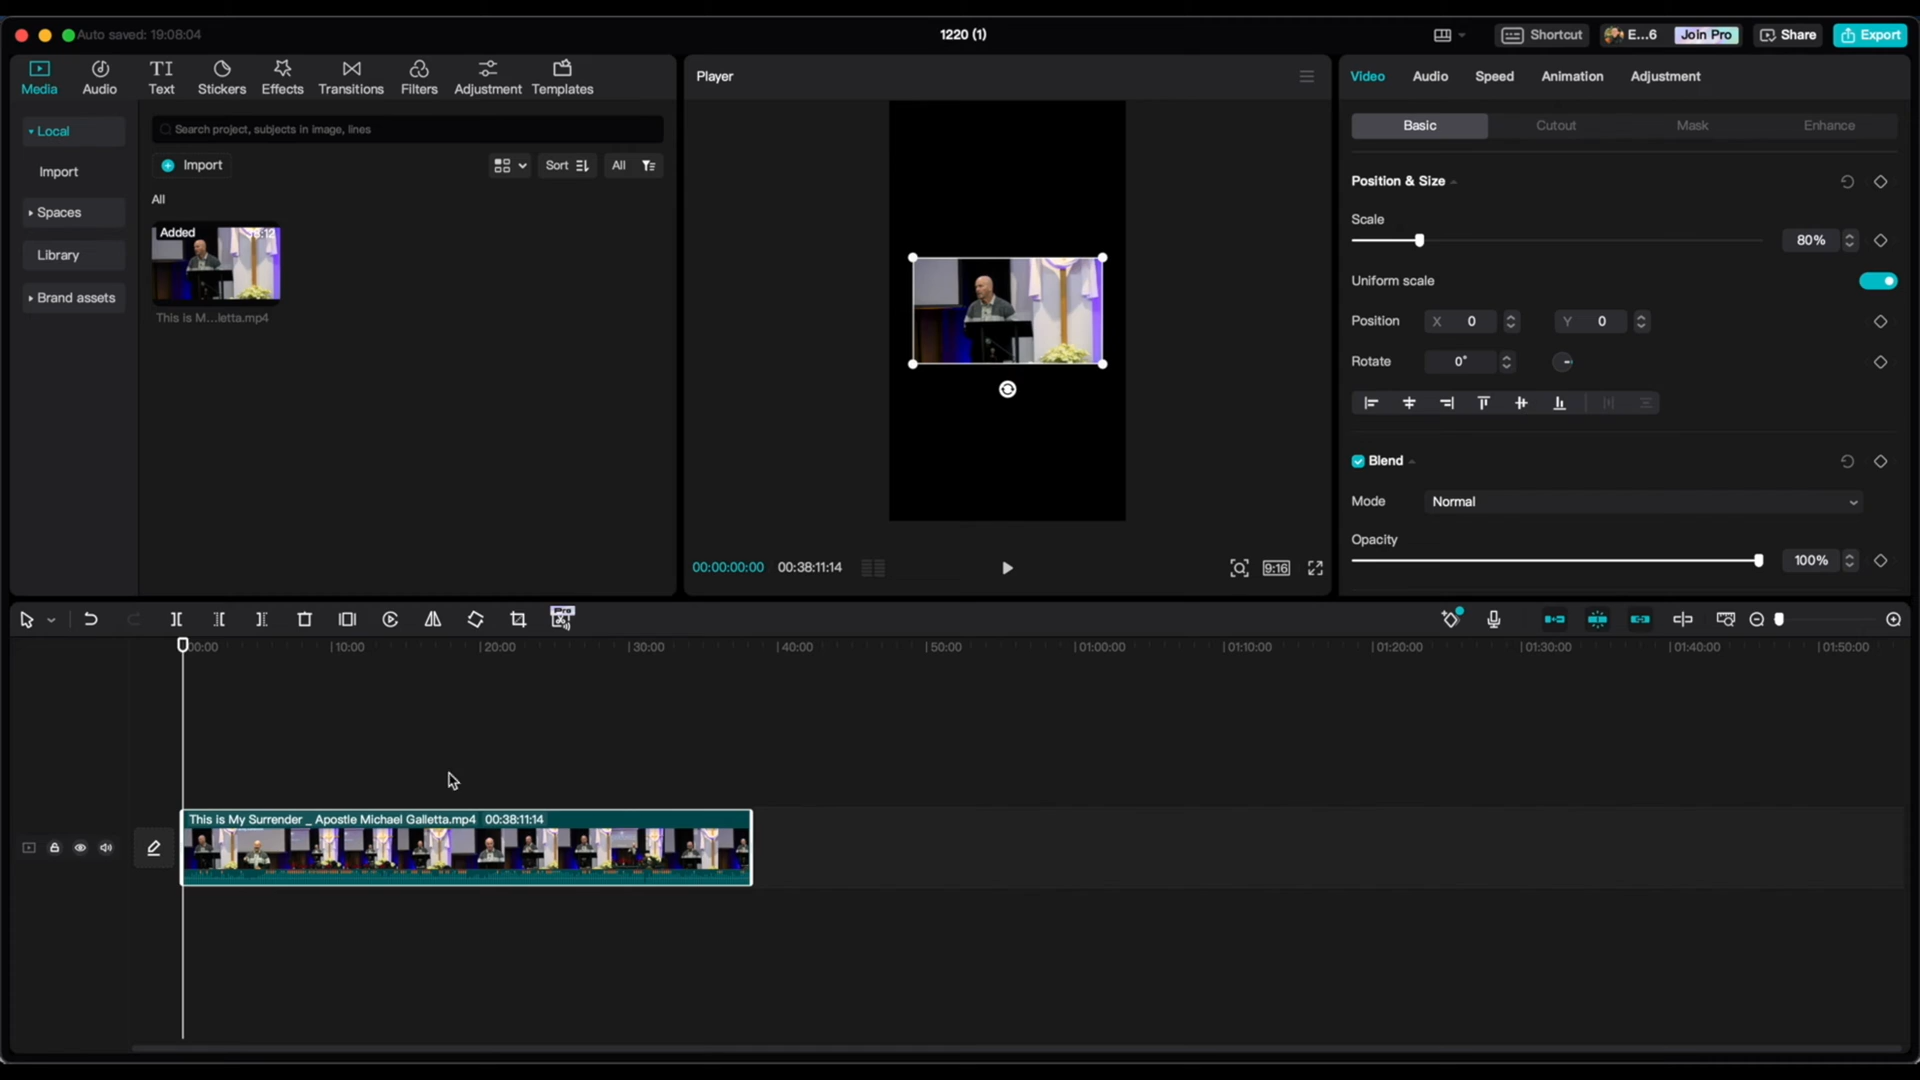 Auto saved: 19:08:04
1220 (1)
Shortcut
E...6
Join Pro
Share
Export
Media
Audio
Text
Stickers
Effects
Transitions
Filters
Adjustment
Templates
Local
Import
Spaces
Library
Brand assets
Search project, subjects in image, lines
Import
Sort
All
All
Added
This is M...letta.mp4
Player
00:00:00:00
00:38:11:14
9:16
Video
Audio
Speed
Animation
Adjustment
Basic
Cutout
Mask
Enhance
Position & Size
Scale
80%
Uniform scale
Position
X 0
Y 0
Rotate
0°
Blend
Mode
Normal
Opacity
100%
Pro
00:00
10:00
20:00
30:00
40:00
50:00
01:00:00
01:10:00
01:20:00
01:30:00
01:40:00
01:50:00
This is My Surrender _ Apostle Michael Galletta.mp4 00:38:11:14